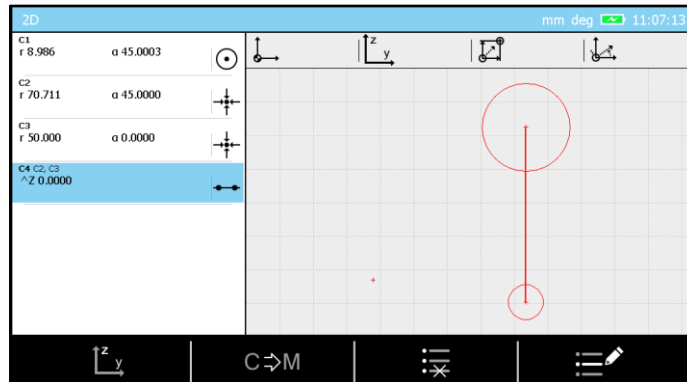 2D
mm deg 11:07:13
C1
r 8.986 α 45.0003
C2
r 70.711 α 45.0000
C3
r 50.000 α 0.0000
C4 C2, C3
^Z 0.0000
z
y
z
y
C⇨M